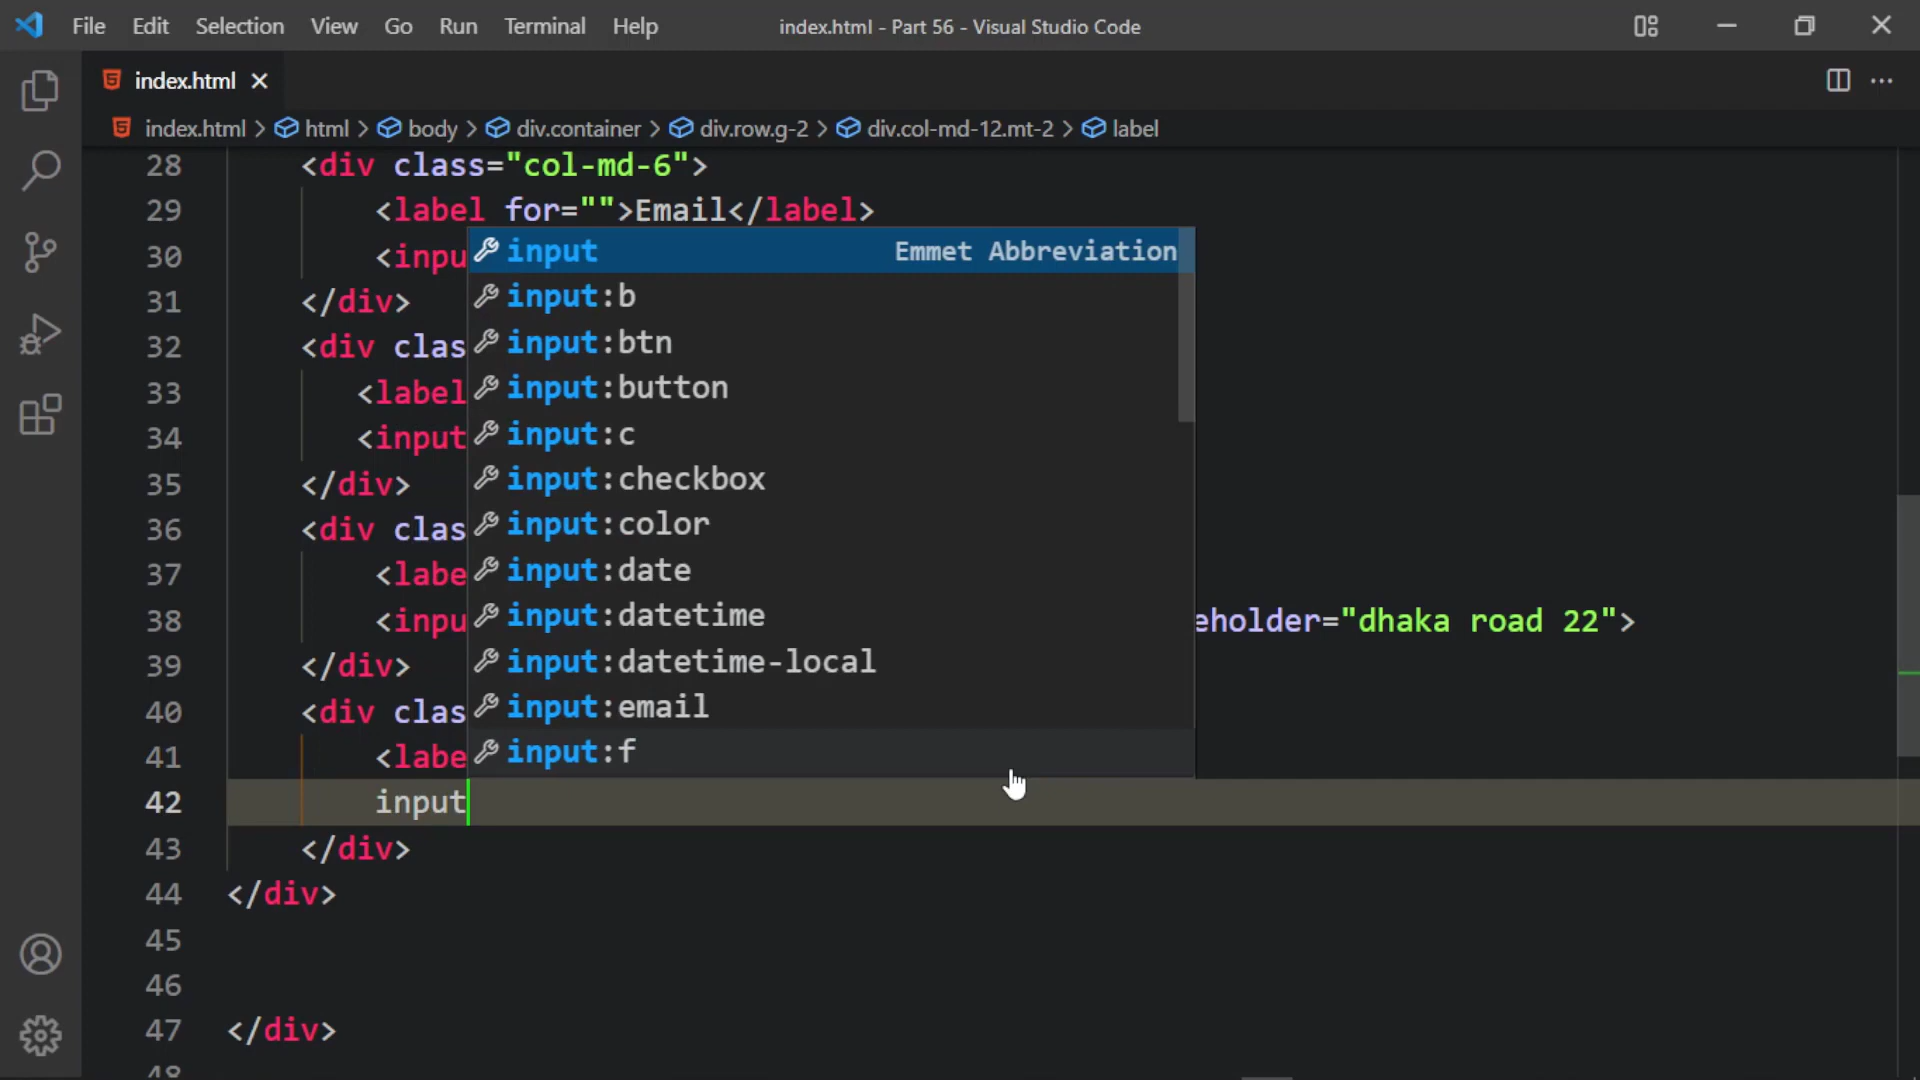 File Edit Selection View Go Run Terminal Help index.html - Part 56 - Visual Studio Code
index.html
index.html > html > body > div.container > div.row.g-2 > div.col-md-12.mt-2 > label
28 <div class="col-md-6">
29 <label for="">Email</label>
30 <inpu
input Emmet Abbreviation
input:b
31 </div>
32 <div clas
input:btn
33 <label
input:button
34 <input
input:c
35 </div>
input:checkbox
36 <div clas
input:color
37 <labe
input:date
38 <inpu
input:datetime eholder="dhaka road 22">
39 </div>
input:datetime-local
40 <div clas
input:email
41 <labe
input:f
42 input
43 </div>
44 </div>
45
46
47 </div>
48